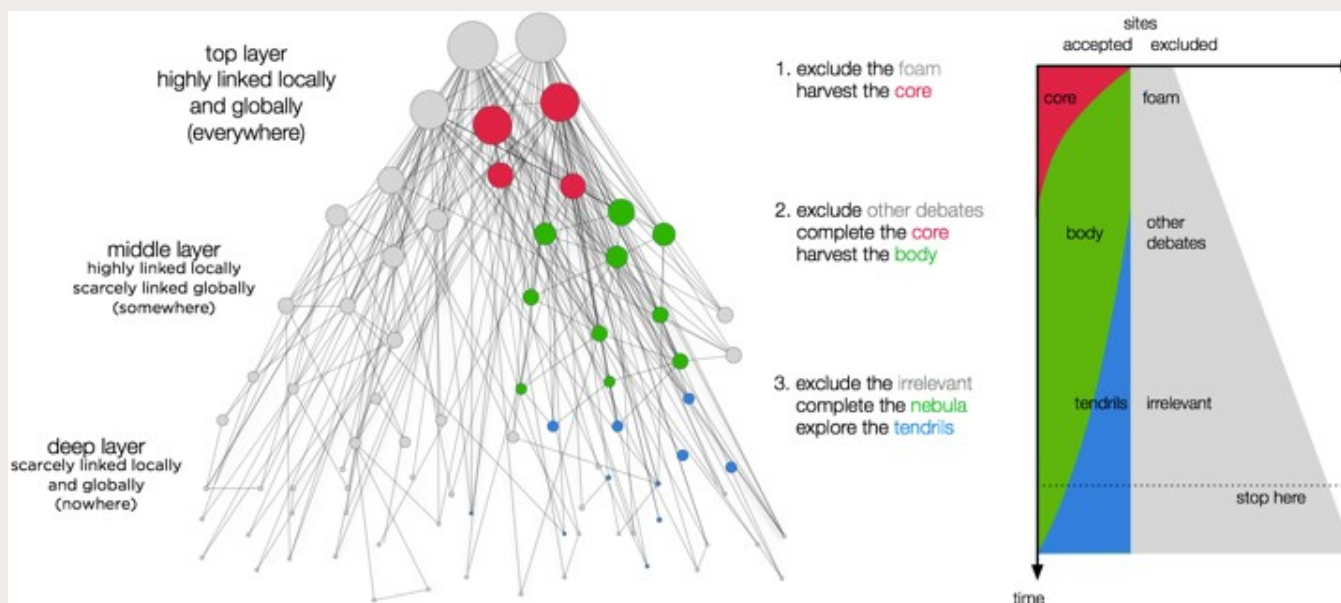 top layer
highly linked locally
and globally
(everywhere)
middle layer
highly linked locally
scarcely linked globally
(somewhere)
deep layer
scarcely linked locally
and globally
(nowhere)
1. exclude the foam
harvest the core
2. exclude other debates
complete the core
harvest the body
3. exclude the irrelevant
complete the nebula
explore the tendrils
sites
accepted excluded
core foam
body other
debates
tendrils irrelevant
stop here
time